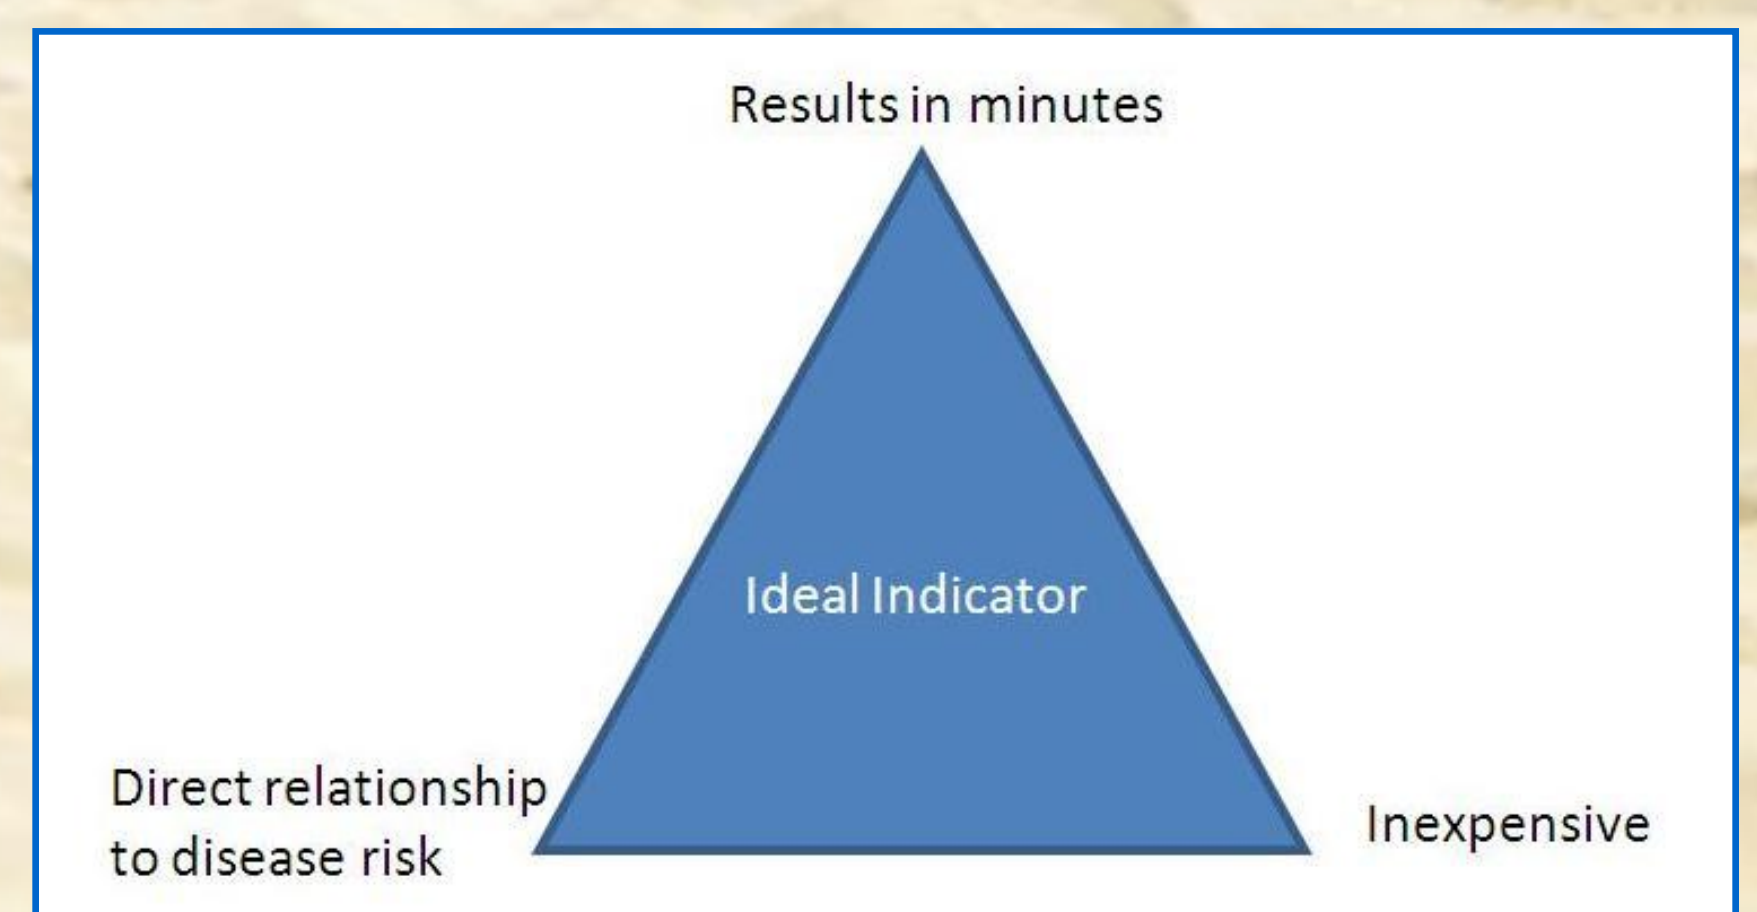 Results in minutes
Ideal Indicator
Direct relationship
to disease risk
Inexpensive